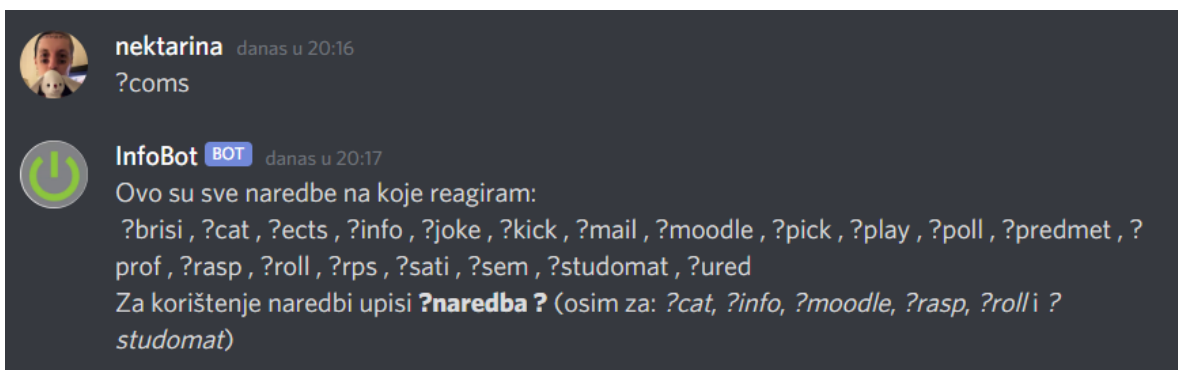 nektarina danas u 20:16
?coms
InfoBot BOT danas u 20:17
Ovo su sve naredbe na koje reagiram:
?brisi , ?cat , ?ects , ?info , ?joke , ?kick , ?mail , ?moodle , ?pick , ?play , ?poll , ?predmet , ?
prof , ?rasp , ?roll , ?rps , ?sati , ?sem , ?studomat , ?ured
Za korištenje naredbi upisi ?naredba ? (osim za: ?cat, ?info, ?moodle, ?rasp, ?roll i ?
studomat)